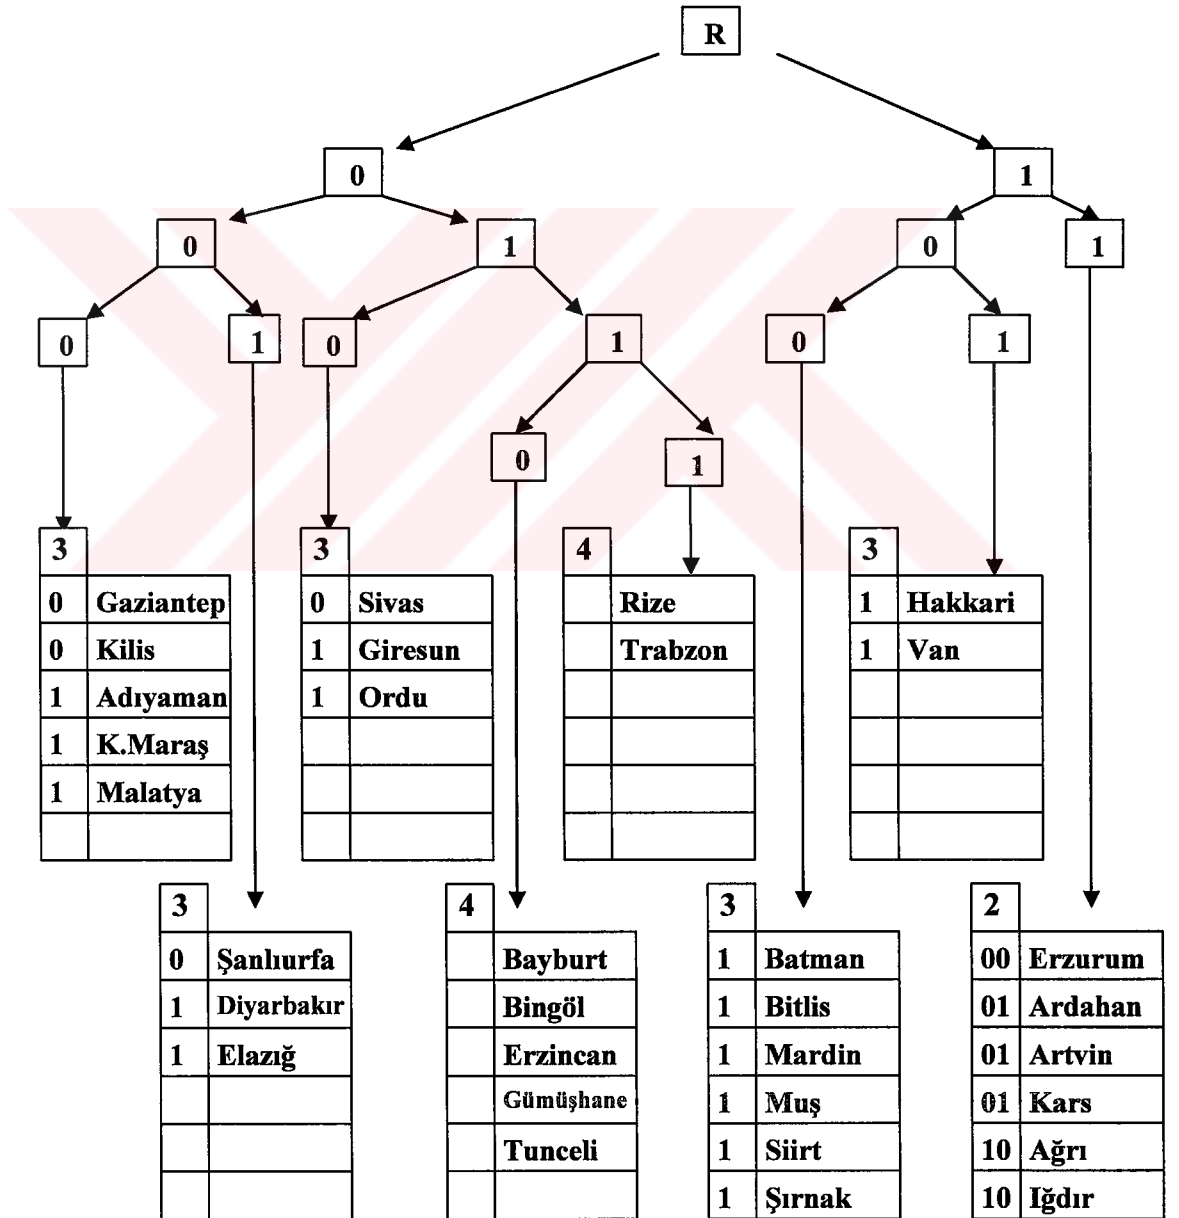 R
0
1
0
1
0
1
0
1
0
1
0
1
0
1
3
0 Gaziantep
0 Kilis
1 Adıyaman
1 K.Maraş
1 Malatya
3
0 Sivas
1 Giresun
1 Ordu
4
Rize
Trabzon
3
1 Hakkari
1 Van
3
0 Şanlıurfa
1 Diyarbakır
1 Elazığ
4
Bayburt
Bingöl
Erzincan
Gümüşhane
Tunceli
3
1 Batman
1 Bitlis
1 Mardin
1 Muş
1 Siirt
1 Şırnak
2
00 Erzurum
01 Ardahan
01 Artvin
01 Kars
10 Ağrı
10 Iğdır